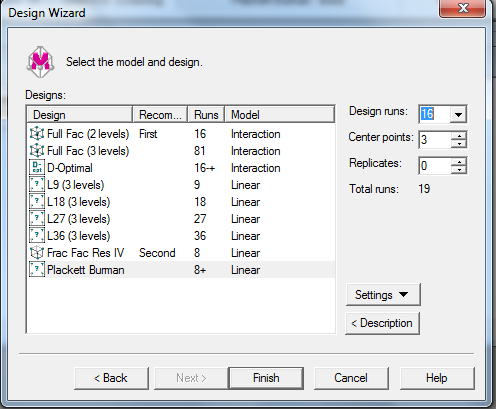 Design Wizard
Select the model and design.
Designs:
Design Recom... Runs Model
Full Fac (2 levels) First 16 Interaction
Full Fac (3 levels) 81 Interaction
D-Optimal 16-+ Interaction
L9 (3 levels) 9 Linear
L18 (3 levels) 18 Linear
L27 (3 levels) 27 Linear
L36 (3 levels) 36 Linear
Frac Fac Res IV Second 8 Linear
Plackett Burman 8+ Linear
Design runs: 16
Center points: 3
Replicates: 0
Total runs: 19
Settings
< Description
< Back Next > Finish Cancel Help